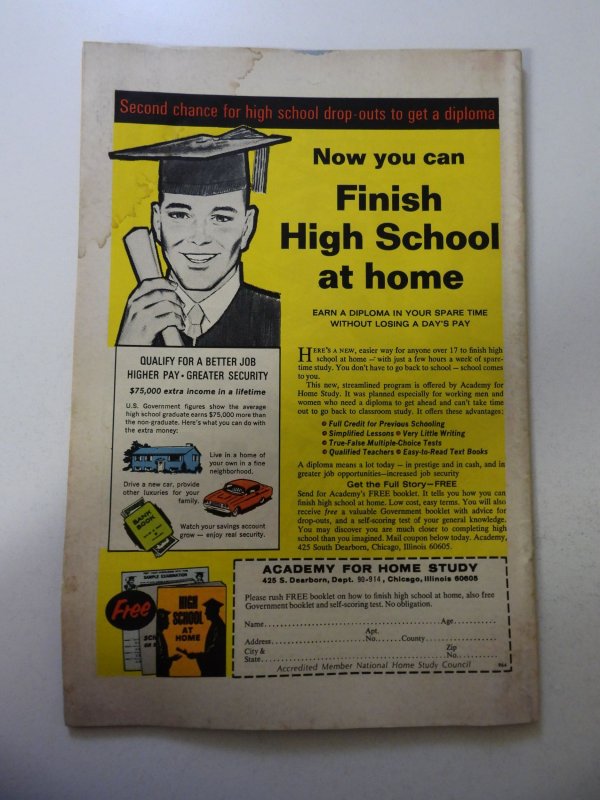 Second chance for high school drop-outs to get a diploma
Now you can
Finish
High School
at home
EARN A DIPLOMA IN YOUR SPARE TIME
WITHOUT LOSING A DAY'S PAY
QUALIFY FOR A BETTER JOB
HIGHER PAY • GREATER SECURITY
$75,000 extra income in a lifetime
U.S. Government figures show the average
high school graduate earns $75,000 more than
the non-graduate. Here's what you can do with
the extra money:
Live in a home of
your own in a fine
neighborhood.
Drive a new car, provide
other luxuries for your
family.
BANK
BOOK
Watch your savings account
grow — enjoy real security.
HERE'S A NEW, easier way for anyone over 17 to finish high
school at home — with just a few hours a week of spare-
time study. You don't have to go back to school — school comes
to you.
This new, streamlined program is offered by Academy for
Home Study. It was planned especially for working men and
women who need a diploma to get ahead and can't take time
out to go back to classroom study. It offers these advantages:
Full Credit for Previous Schooling
Simplified Lessons Very Little Writing
True-False Multiple-Choice Tests
Qualified Teachers Easy-to-Read Text Books
A diploma means a lot today — in prestige and in cash, and in
greater job opportunities—increased job security
Get the Full Story—FREE
Send for Academy's FREE booklet. It tells you how you can
finish high school at home. Low cost, easy terms. You will also
receive free a valuable Government booklet with advice for
drop-outs, and a self-scoring test of your general knowledge.
You may discover you are much closer to completing high
school than you imagined. Mail coupon below today. Academy,
425 South Dearborn, Chicago, Illinois 60605.
Free
SAMPLE EXAMINATION
HIGH
SCHOOL
AT
HOME
ACADEMY FOR HOME STUDY
425 S. Dearborn, Dept. 90-914, Chicago, Illinois 60605
Please rush FREE booklet on how to finish high school at home, also free
Government booklet and self-scoring test. No obligation.
Name Age
Address Apt. No. County
City & State Zip No.
Accredited Member National Home Study Council